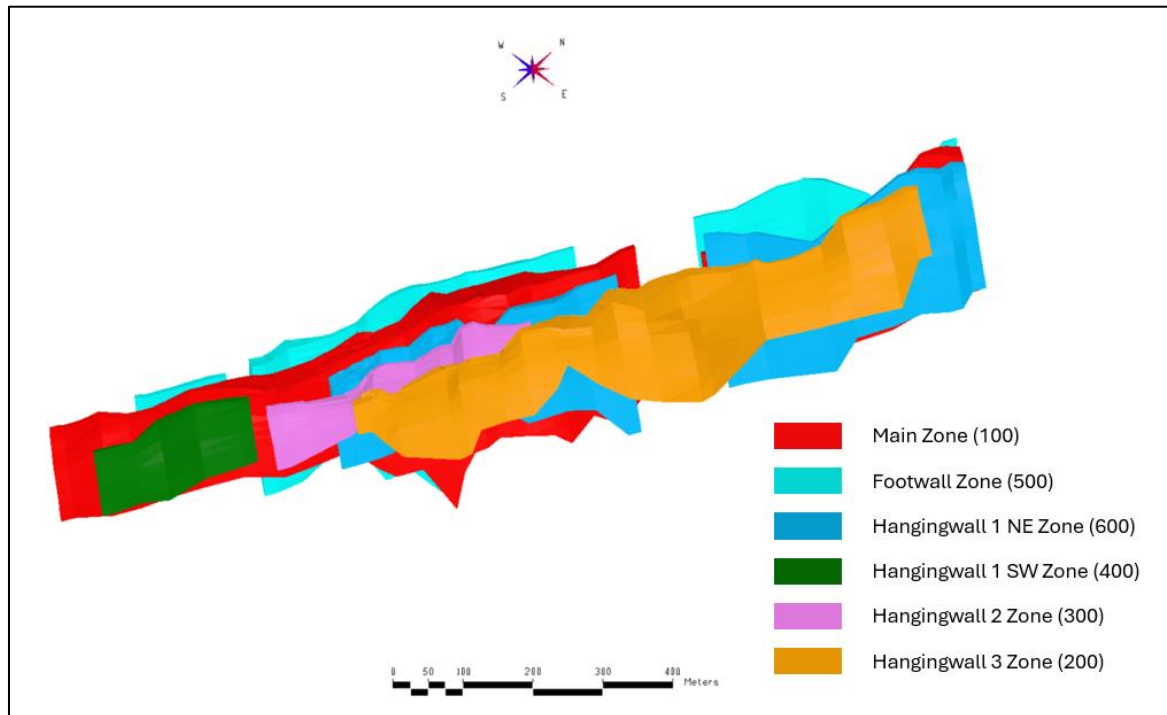 W N
S E
Main Zone (100)
Footwall Zone (500)
Hangingwall 1 NE Zone (600)
Hangingwall 1 SW Zone (400)
Hangingwall 2 Zone (300)
Hangingwall 3 Zone (200)
0 50 100 200 300 400
Meters